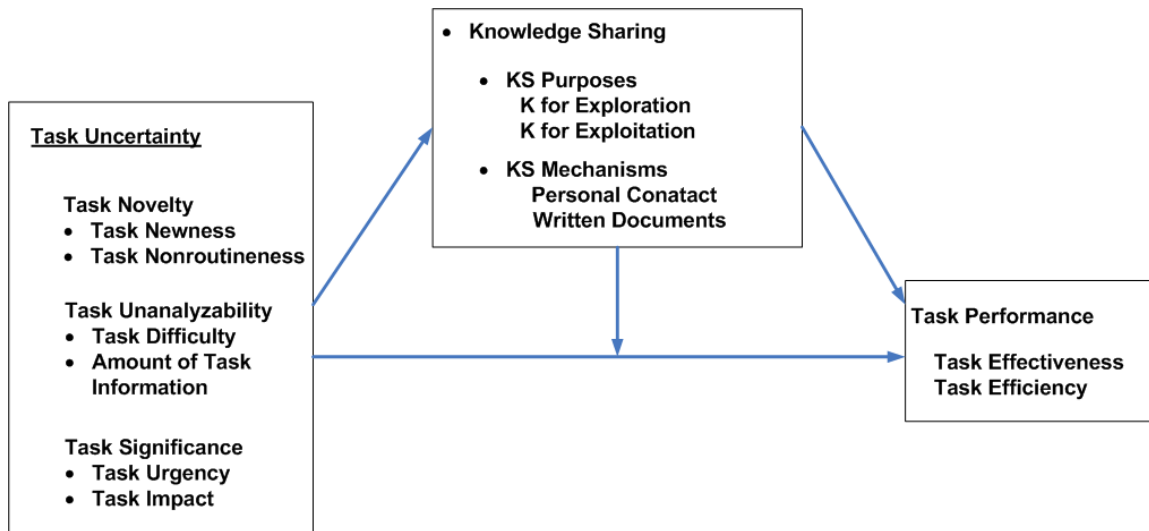 • Knowledge Sharing
• KS Purposes
K for Exploration
K for Exploitation
• KS Mechanisms
Personal Conatact
Written Documents
Task Uncertainty
Task Novelty
• Task Newness
• Task Nonroutineness
Task Unanalyzability
• Task Difficulty
• Amount of Task
Information
Task Significance
• Task Urgency
• Task Impact
Task Performance
Task Effectiveness
Task Efficiency